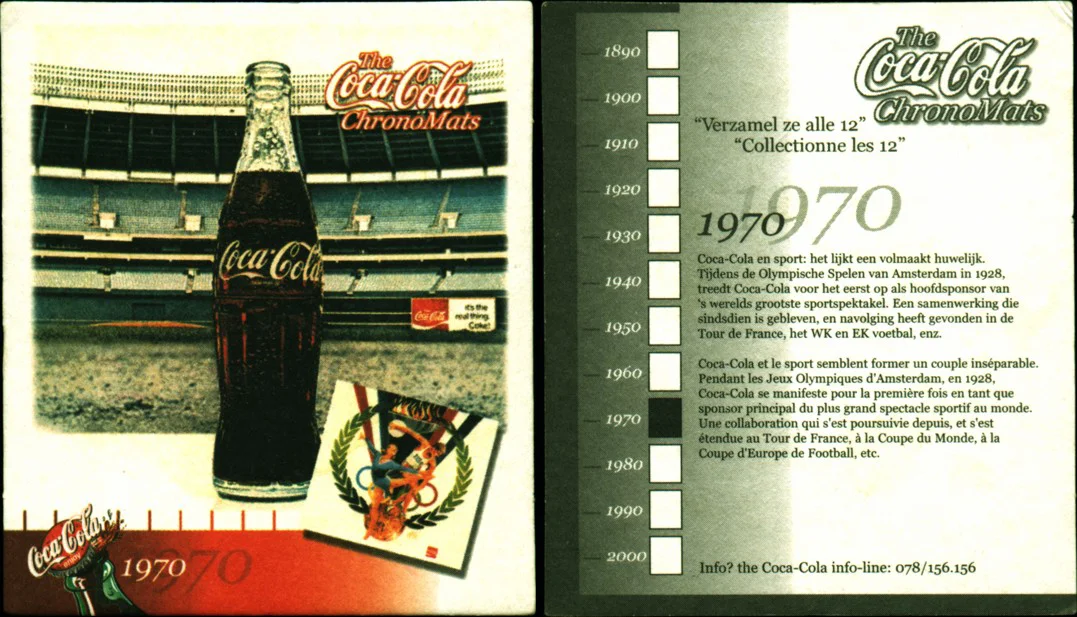 The
Coca-Cola
ChronoMats
Coca-Cola
Coca-Cola
it's the
real thing.
Coke.
Coca-Cola
enjoy
1970
1970
The
Coca-Cola
ChronoMats
"Verzamel ze alle 12"
"Collectionne les 12"
1890
1900
1910
1920
1930
1940
1950
1960
1970
1980
1990
2000
1970
1970
Coca-Cola en sport: het lijkt een volmaakt huwelijk.
Tijdens de Olympische Spelen van Amsterdam in 1928,
treedt Coca-Cola voor het eerst op als hoofdsponsor van
's werelds grootste sportspektakel. Een samenwerking die
sindsdien is gebleven, en navolging heeft gevonden in de
Tour de France, het WK en EK voetbal, enz.
Coca-Cola et le sport semblent former un couple inséparable.
Pendant les Jeux Olympiques d'Amsterdam, en 1928,
Coca-Cola se manifeste pour la première fois en tant que
sponsor principal du plus grand spectacle sportif au monde.
Une collaboration qui s'est poursuivie depuis, et s'est
étendue au Tour de France, à la Coupe du Monde, à la
Coupe d'Europe de Football, etc.
Info? the Coca-Cola info-line: 078/156.156